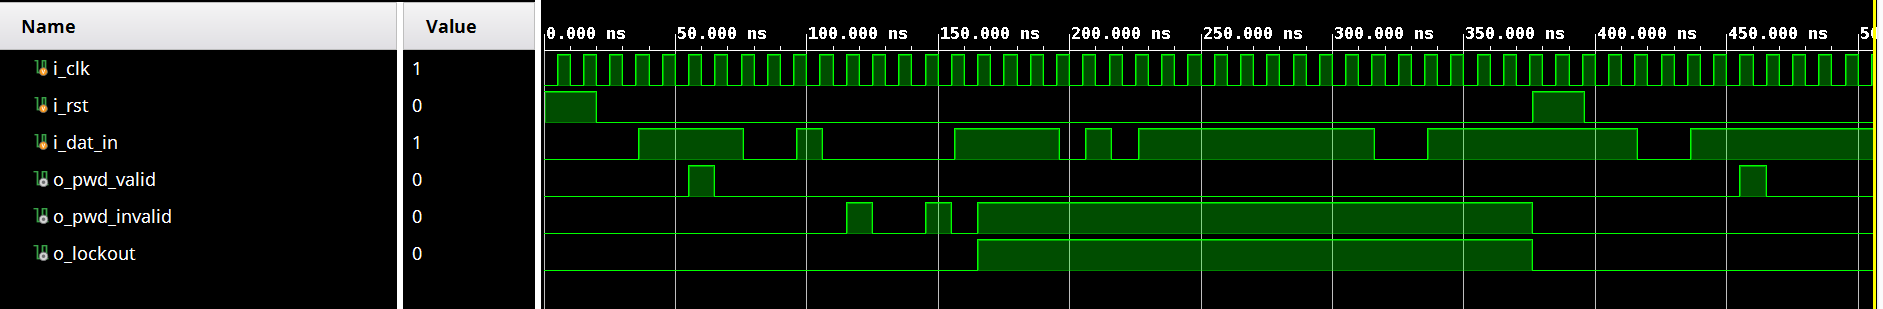 Name Value 0.000 ns 50.000 ns 100.000 ns 150.000 ns 200.000 ns 250.000 ns 300.000 ns 350.000 ns 400.000 ns 450.000 ns
i_clk 1
i_rst 0
i_dat_in 1
o_pwd_valid 0
o_pwd_invalid 0
o_lockout 0